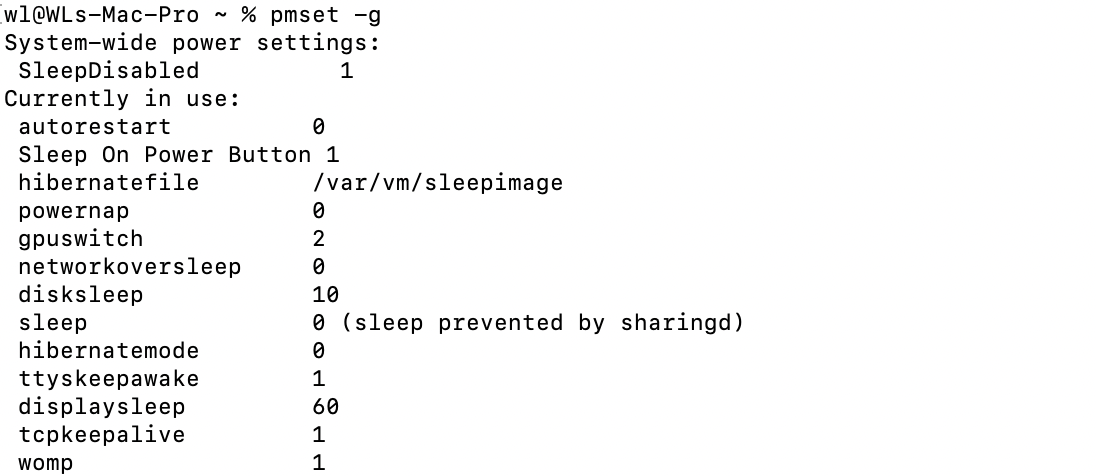 [wl@WLs-Mac-Pro ~ % pmset -g
System-wide power settings:
 SleepDisabled          1
Currently in use:
 autorestart          0
 Sleep On Power Button 1
 hibernatefile        /var/vm/sleepimage
 powernap             0
 gpuswitch            2
 networkoversleep     0
 disksleep            10
 sleep                0 (sleep prevented by sharingd)
 hibernatemode        0
 ttyskeepawake        1
 displaysleep         60
 tcpkeepalive         1
 womp                 1